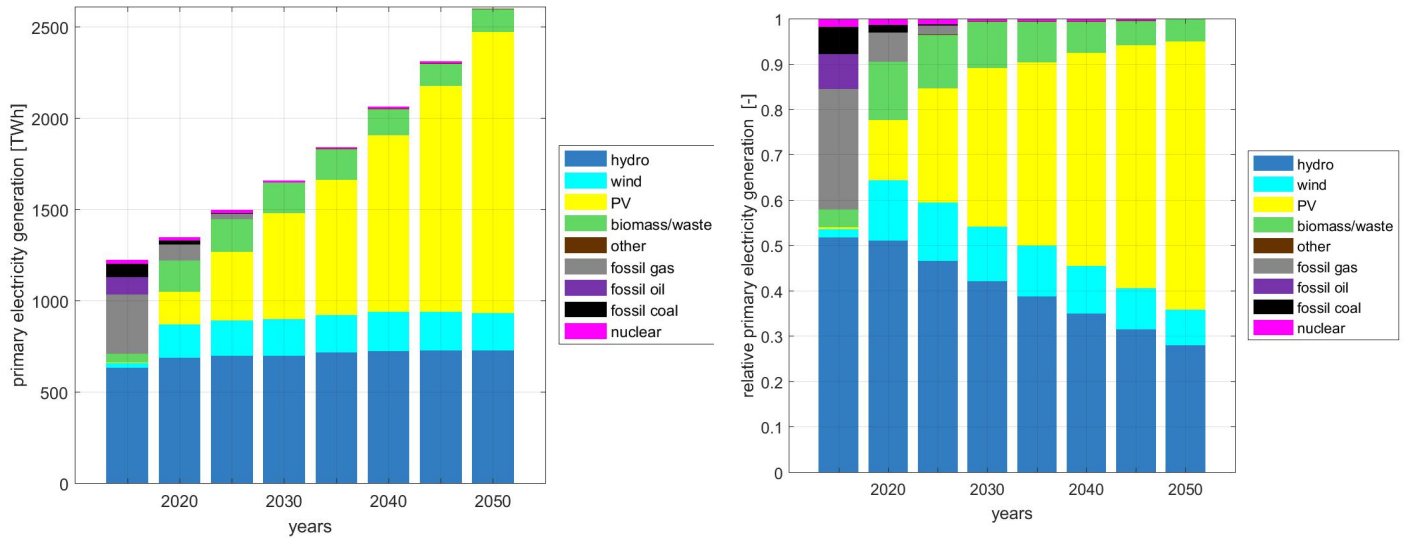 primary electricity generation [TWh]
2500
2000
1500
1000
500
0
2020
2030
2040
2050
years
hydro
wind
PV
biomass/waste
other
fossil gas
fossil oil
fossil coal
nuclear
relative primary electricity generation [-]
1
0.9
0.8
0.7
0.6
0.5
0.4
0.3
0.2
0.1
0
2020
2030
2040
2050
years
hydro
wind
PV
biomass/waste
other
fossil gas
fossil oil
fossil coal
nuclear